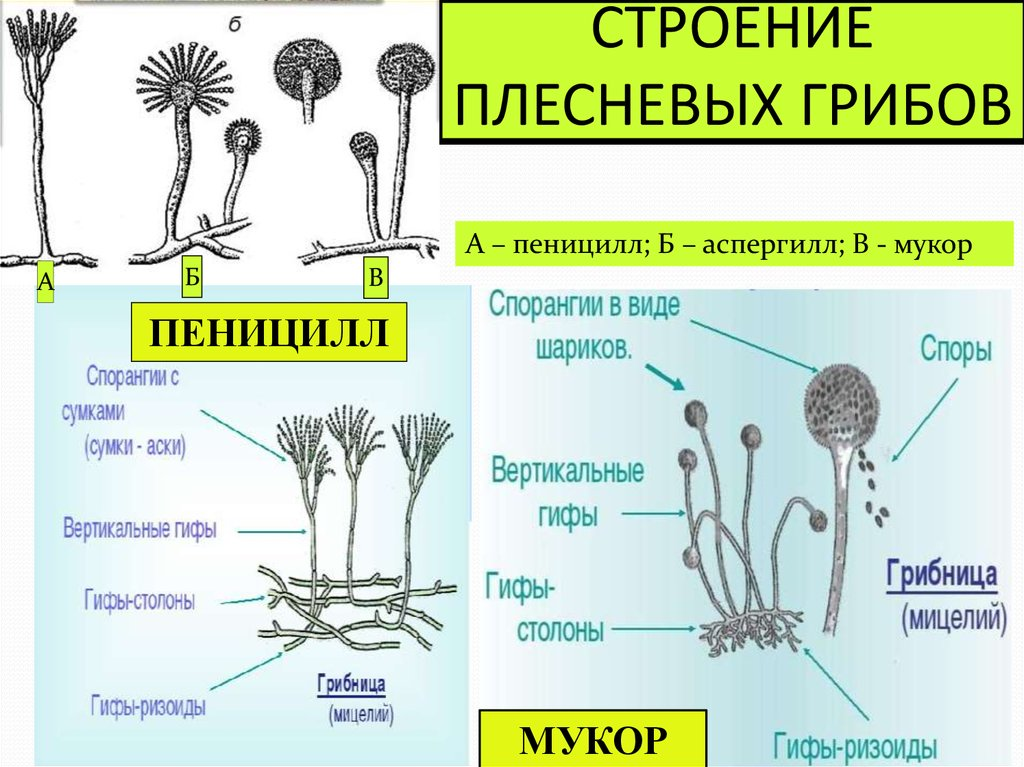 б
СТРОЕНИЕ
ПЛЕСНЕВЫХ ГРИБОВ
А – пеницилл; Б – аспергилл; В - мукор
А
Б
В
ПЕНИЦИЛЛ
Спорангии с
сумками
(сумки - аски)
Вертикальные гифы
Гифы-столоны
Гифы-ризоиды
Грибница
(мицелий)
Спорангии в виде
шариков.
Споры
Вертикальные
гифы
Гифы-
столоны
Грибница
(мицелий)
Гифы-ризоиды
МУКОР